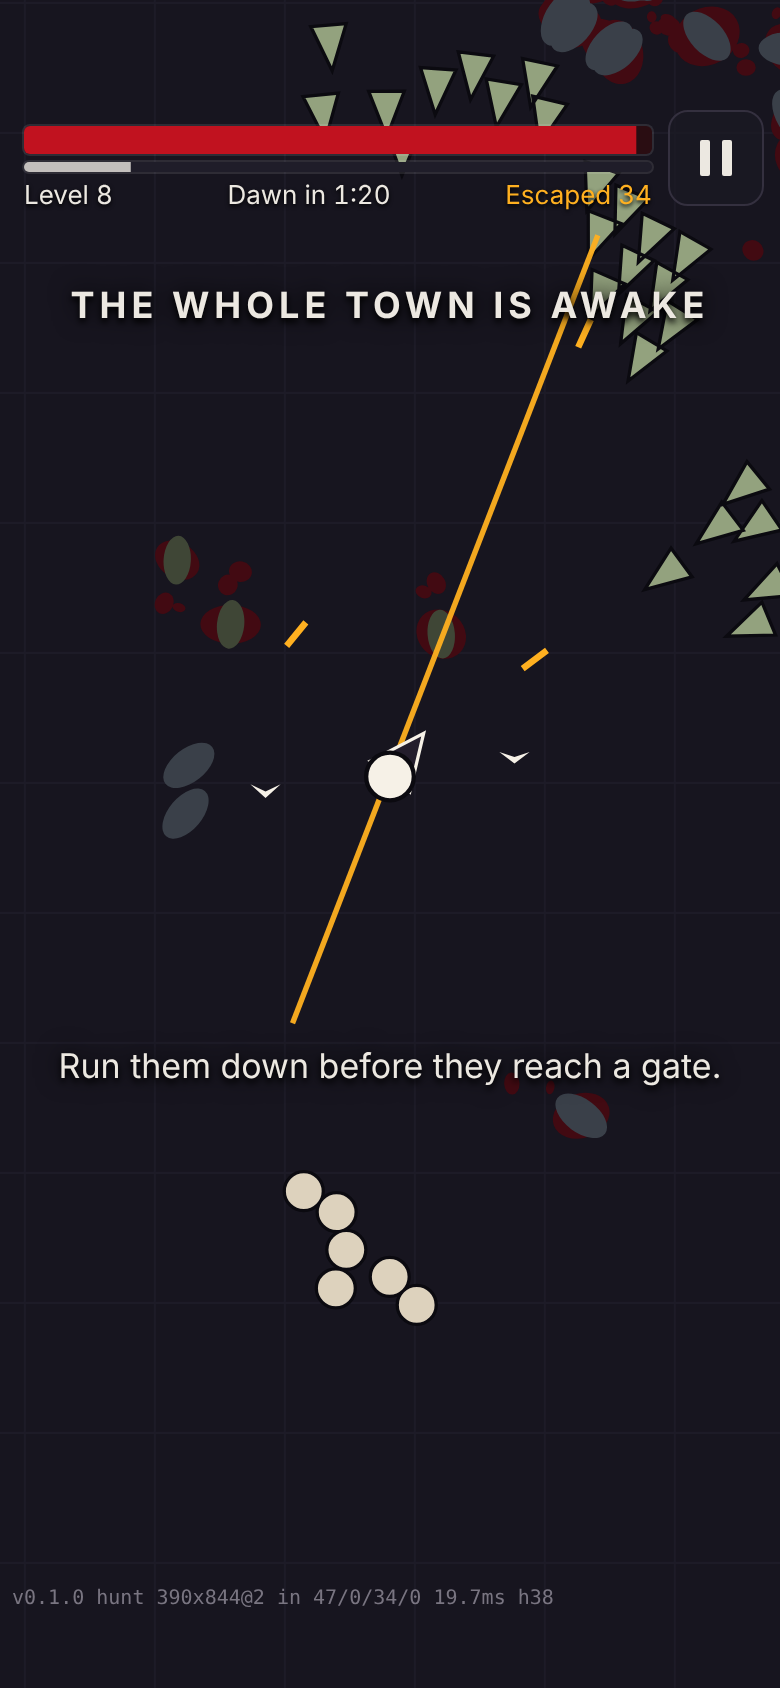 Level 8
Dawn in 1:20
Escaped 34
THE WHOLE TOWN IS AWAKE
Run them down before they reach a gate.
v0.1.0 hunt 390x844@2 in 47/0/34/0 19.7ms h38